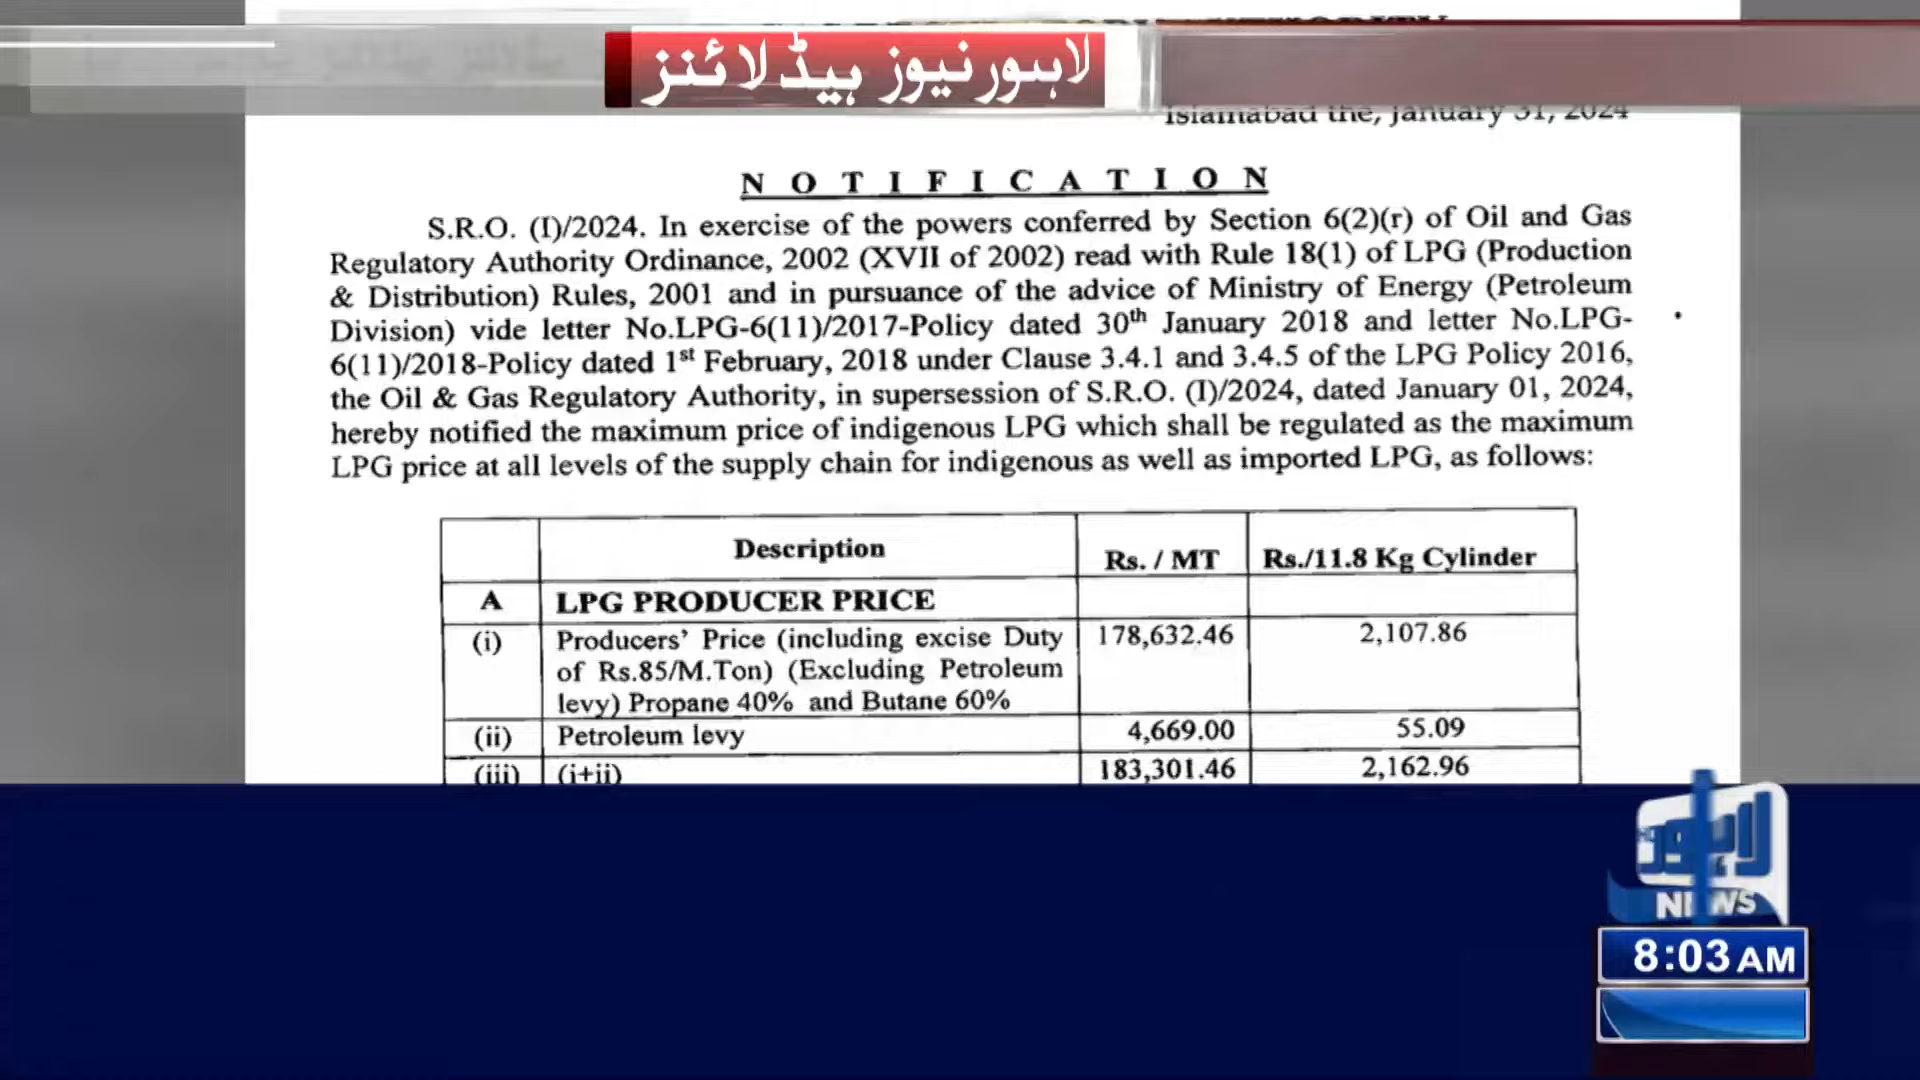 لاہور نیوز ہیڈ لائنز
Islamabad the, January 31, 2024
NOTIFICATION
S.R.O. (I)/2024. In exercise of the powers conferred by Section 6(2)(r) of Oil and Gas
Regulatory Authority Ordinance, 2002 (XVII of 2002) read with Rule 18(1) of LPG (Production
& Distribution) Rules, 2001 and in pursuance of the advice of Ministry of Energy (Petroleum
Division) vide letter No.LPG-6(11)/2017-Policy dated 30th January 2018 and letter No.LPG-
6(11)/2018-Policy dated 1st February, 2018 under Clause 3.4.1 and 3.4.5 of the LPG Policy 2016,
the Oil & Gas Regulatory Authority, in supersession of S.R.O. (I)/2024, dated January 01, 2024,
hereby notified the maximum price of indigenous LPG which shall be regulated as the maximum
LPG price at all levels of the supply chain for indigenous as well as imported LPG, as follows:
Description Rs. / MT Rs./11.8 Kg Cylinder
A LPG PRODUCER PRICE
(i) Producers' Price (including excise Duty 178,632.46 2,107.86
of Rs.85/M.Ton) (Excluding Petroleum
levy) Propane 40% and Butane 60%
(ii) Petroleum levy 4,669.00 55.09
(iii) (i+ii) 183,301.46 2,162.96
لاہور
NEWS
8:03 AM